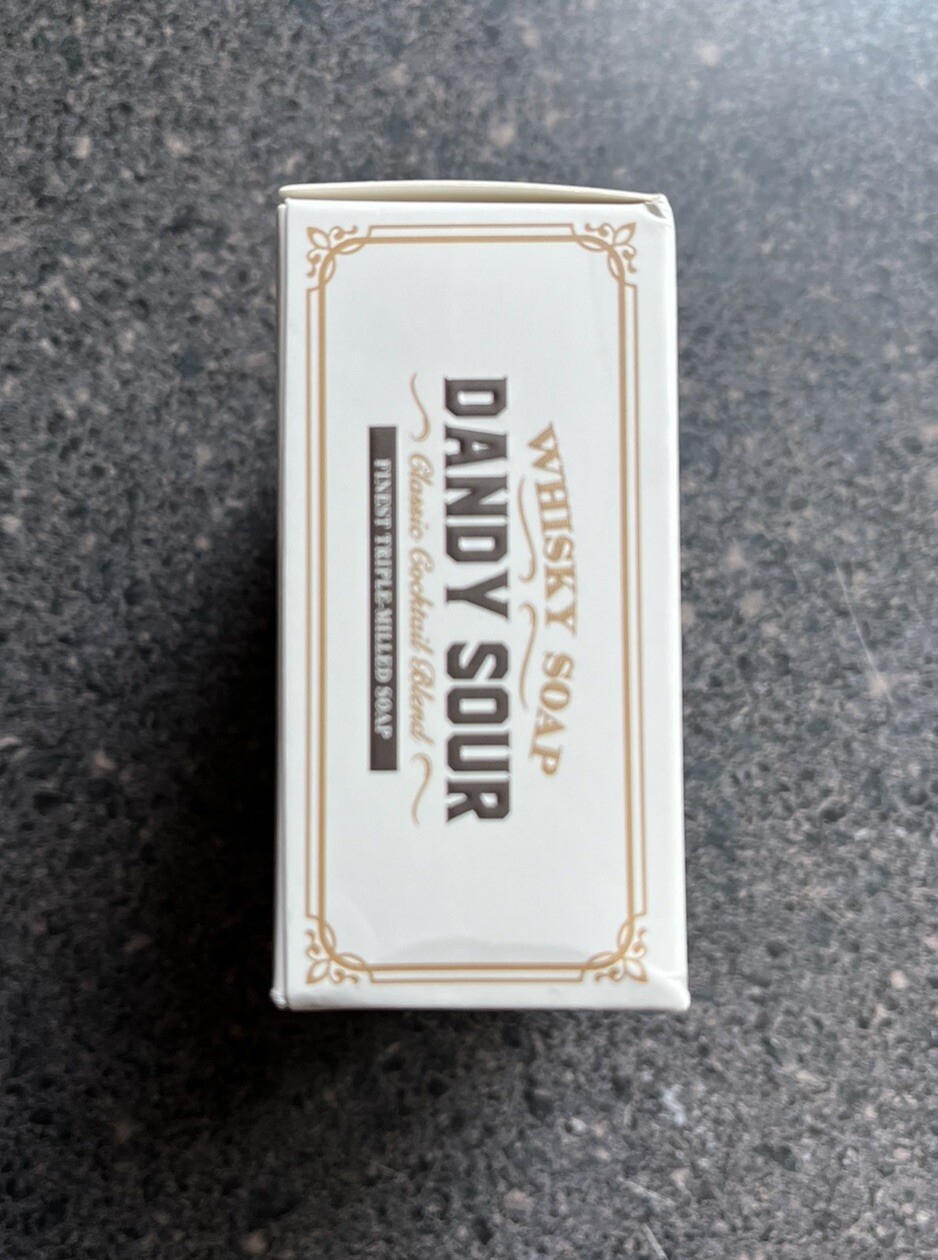 WHISKY SOAP
DANDY SOUR
Classic Cocktail Blend
FINEST TRIPLE-MILLED SOAP